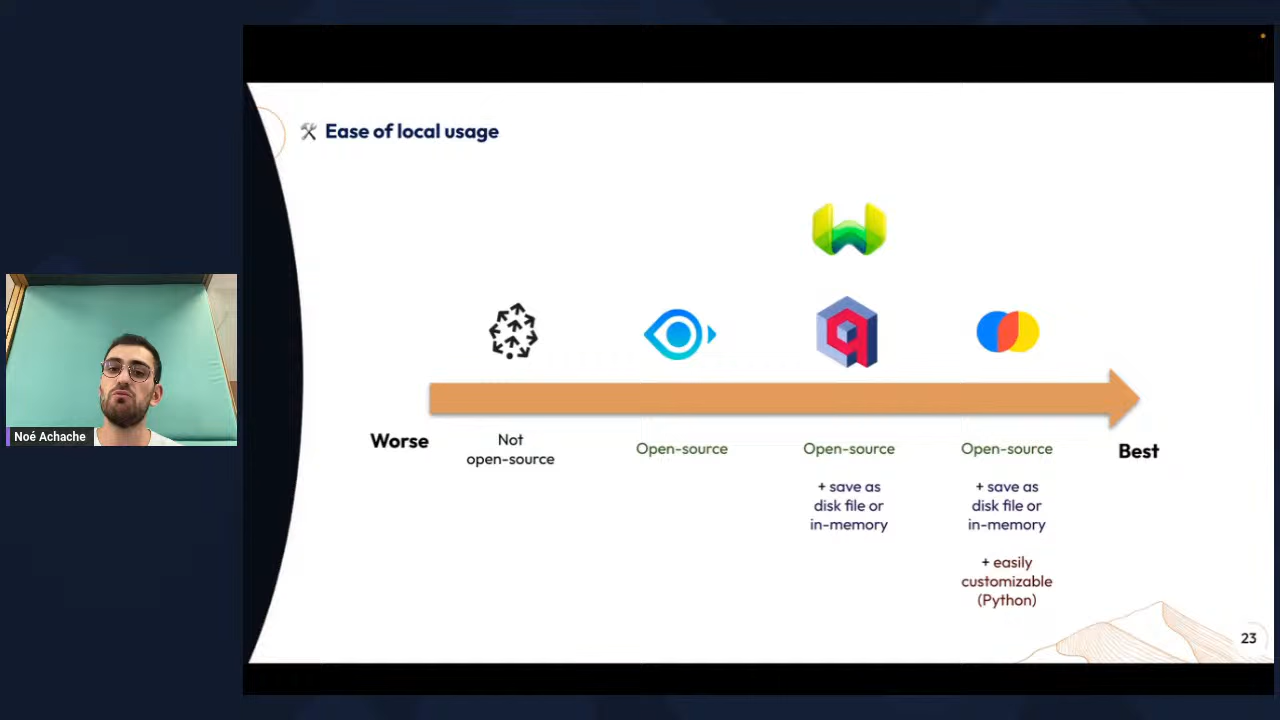 Ease of local usage
Worse
Not
open-source
Open-source
Open-source
+ save as
disk file or
in-memory
Open-source
+ save as
disk file or
in-memory
+ easily
customizable
(Python)
Best
23
Noé Achache